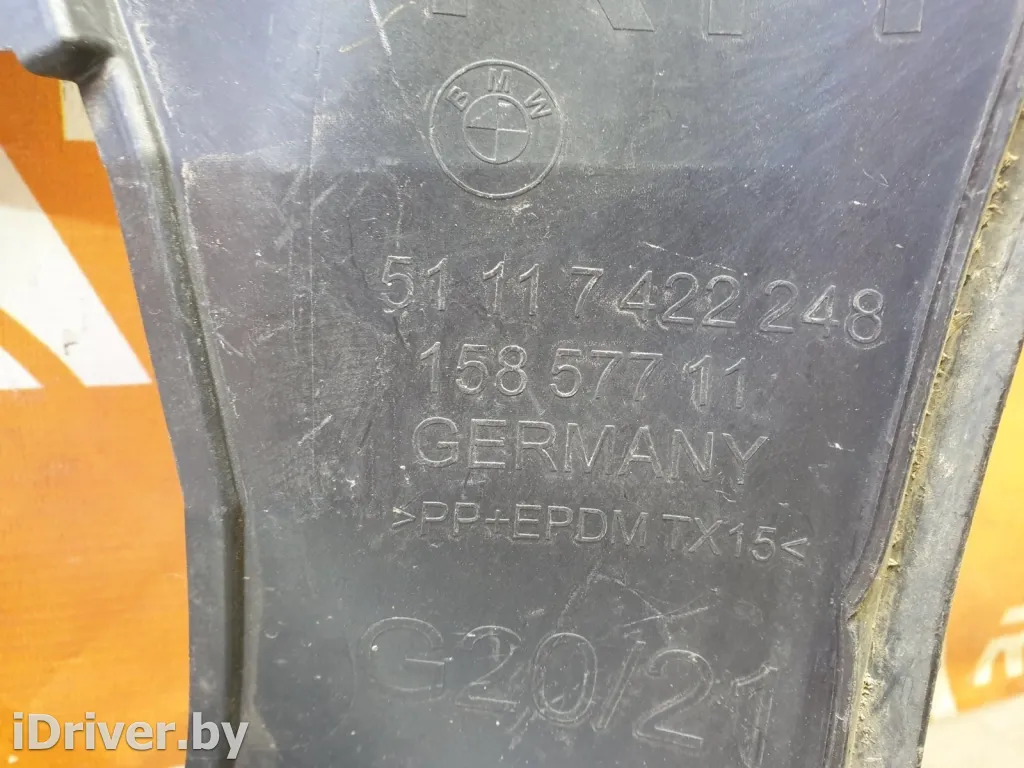 BMW
51 11 7 422 248
158 577 11
GERMANY
>PP+EPDM TX15<
G20/21
iDriver.by